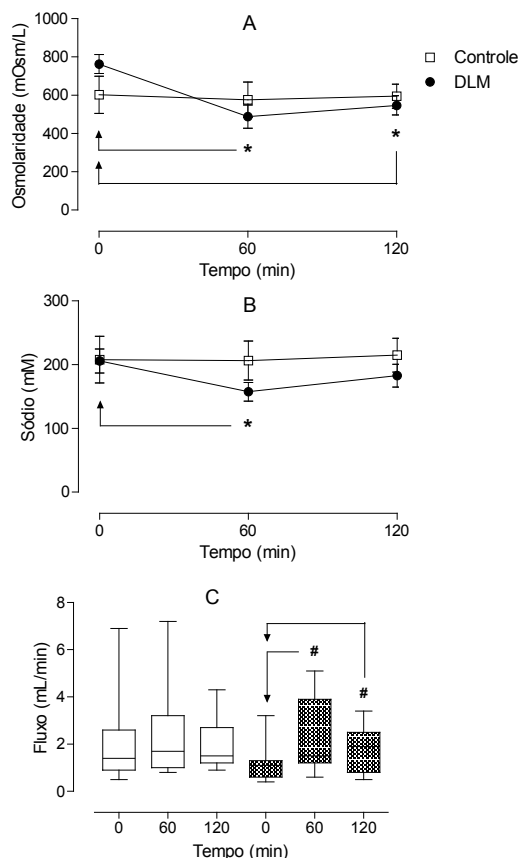 A
Osmolaridade (mOsm/L)
1000
800
600
400
200
0
Controle
DLM
*
*
0 60 120
Tempo (min)
B
Sódio (mM)
300
200
100
0
*
0 60 120
Tempo (min)
C
Fluxo (mL/min)
8
6
4
2
0
#
#
0 60 120 0 60 120
Tempo (min)